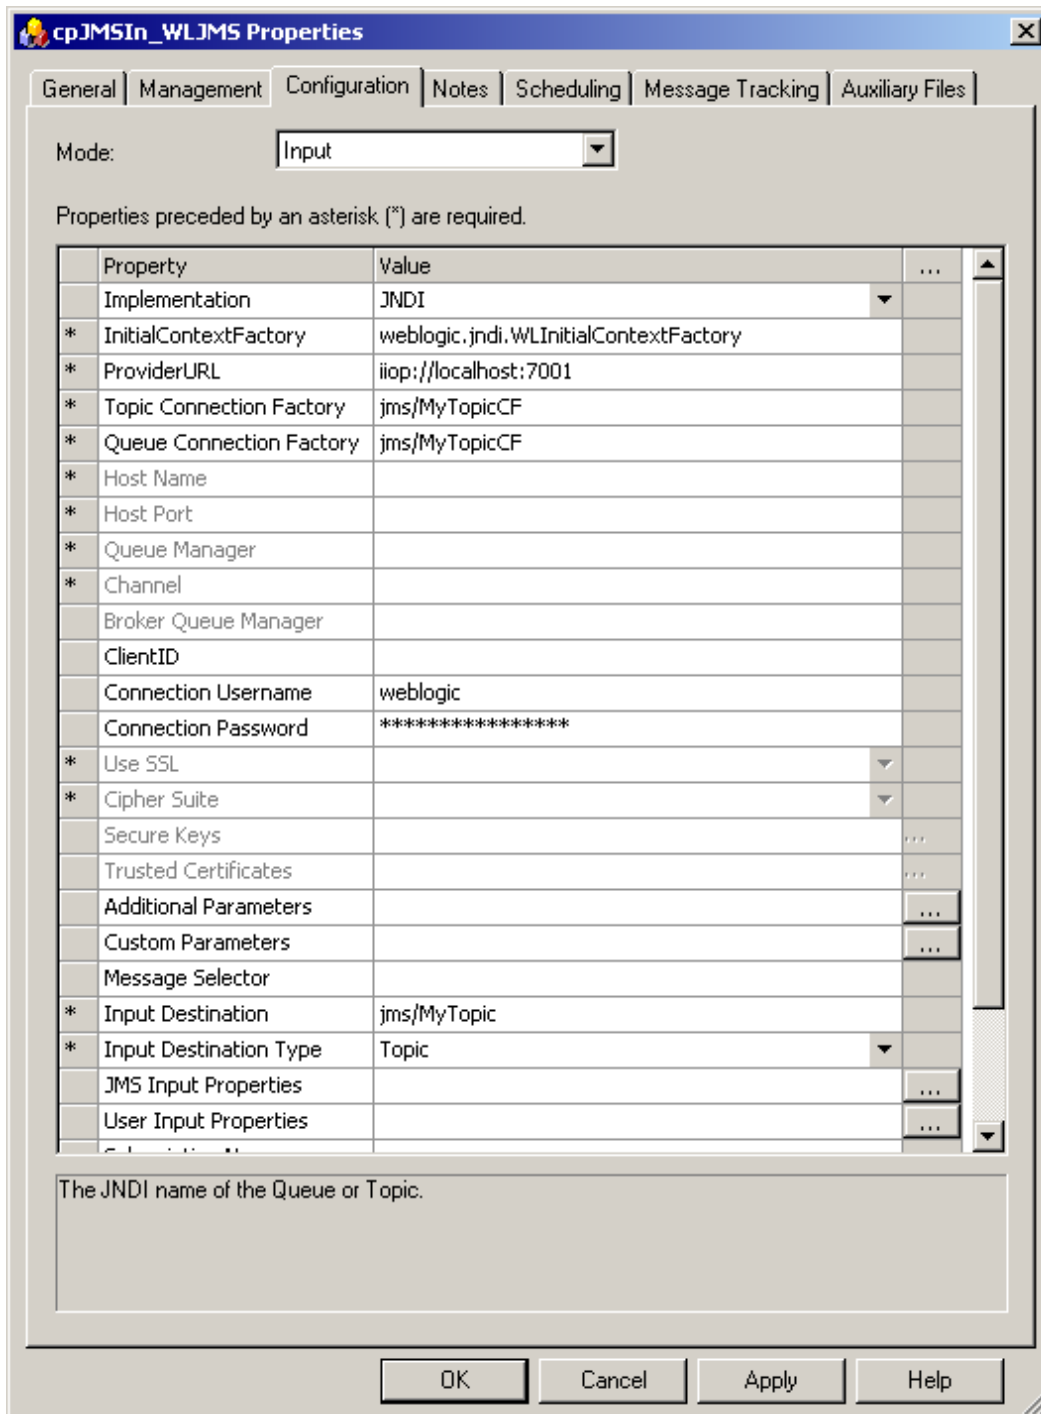 cpJMSIn_WLJMS Properties
General Management Configuration Notes Scheduling Message Tracking Auxiliary Files
Mode: Input
Properties preceded by an asterisk (*) are required.
Property Value ...
Implementation JNDI
* InitialContextFactory weblogic.jndi.WLInitialContextFactory
* ProviderURL iiop://localhost:7001
* Topic Connection Factory jms/MyTopicCF
* Queue Connection Factory jms/MyTopicCF
* Host Name
* Host Port
* Queue Manager
* Channel
Broker Queue Manager
ClientID
Connection Username weblogic
Connection Password ****************
* Use SSL
* Cipher Suite
Secure Keys ...
Trusted Certificates ...
Additional Parameters ...
Custom Parameters ...
Message Selector
* Input Destination jms/MyTopic
* Input Destination Type Topic
JMS Input Properties ...
User Input Properties ...
The JNDI name of the Queue or Topic.
OK Cancel Apply Help